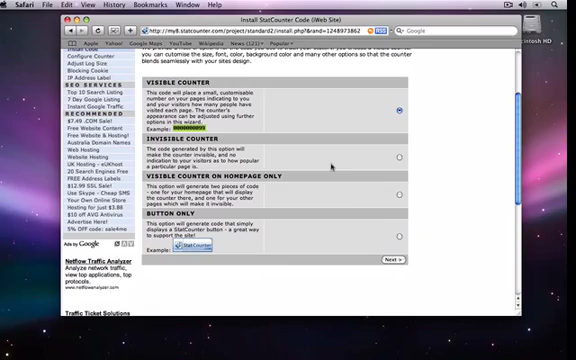 Safari File Edit View History Bookmarks Window Help
Install StatCounter Code (Web Site)
http://my8.statcounter.com/project/standard2/install.php?&rand=1248973862 RSS
Google
Apple Yahoo! Google Maps YouTube Wikipedia News (121) Popular
Macintosh HD
Install Code
Configure Counter
Adjust Log Size
Blocking Cookie
IP Address Label
SEO SERVICES
Top 10 Search Listing
7 Day Google Listing
Instant Google Traffic
RECOMMENDED
$7.49 .COM Sale!
Free Website Content
Free Website & Hosting!
Australia Domain Names
Web Hosting
Website Hosting
UK Hosting - eUKhost
20 Search Engines Free
FREE Address Labels
$12.99 SSL Sale!
Use Skype - Cheap SMS
Your Own Online Store
Hosting for just $3.88
$10 off AVG Antivirus
Advertise Here!
5% OFF code: sale4me
Ads by Google
Netflow Traffic Analyzer
Analyze network traffic, view top applications, top protocols.
www.netflowanalyzer.com
Traffic Ticket Solutions
you can cutomise the size, font, color, background color and many other options so that the counter
blends seamlessly with your sites design.
VISIBLE COUNTER
This code will place a small, customisable
number on your pages indicating to you
and your visitors how many people have
visited each page. The counter's
appearance can be adjusted using further
options in this wizard.
Example:
INVISIBLE COUNTER
The code generated by this option will
make the counter invisible, and no
indication to your visitors as to how popular
a particular page is.
VISIBLE COUNTER ON HOMEPAGE ONLY
This option will generate two pieces of code
- one for your homepage that will display
the counter there, and one for your other
pages which will make it invisible.
BUTTON ONLY
This option will generate code that simply
displays a StatCounter button - a great way
to support the site!
Example: StatCounter
Next >